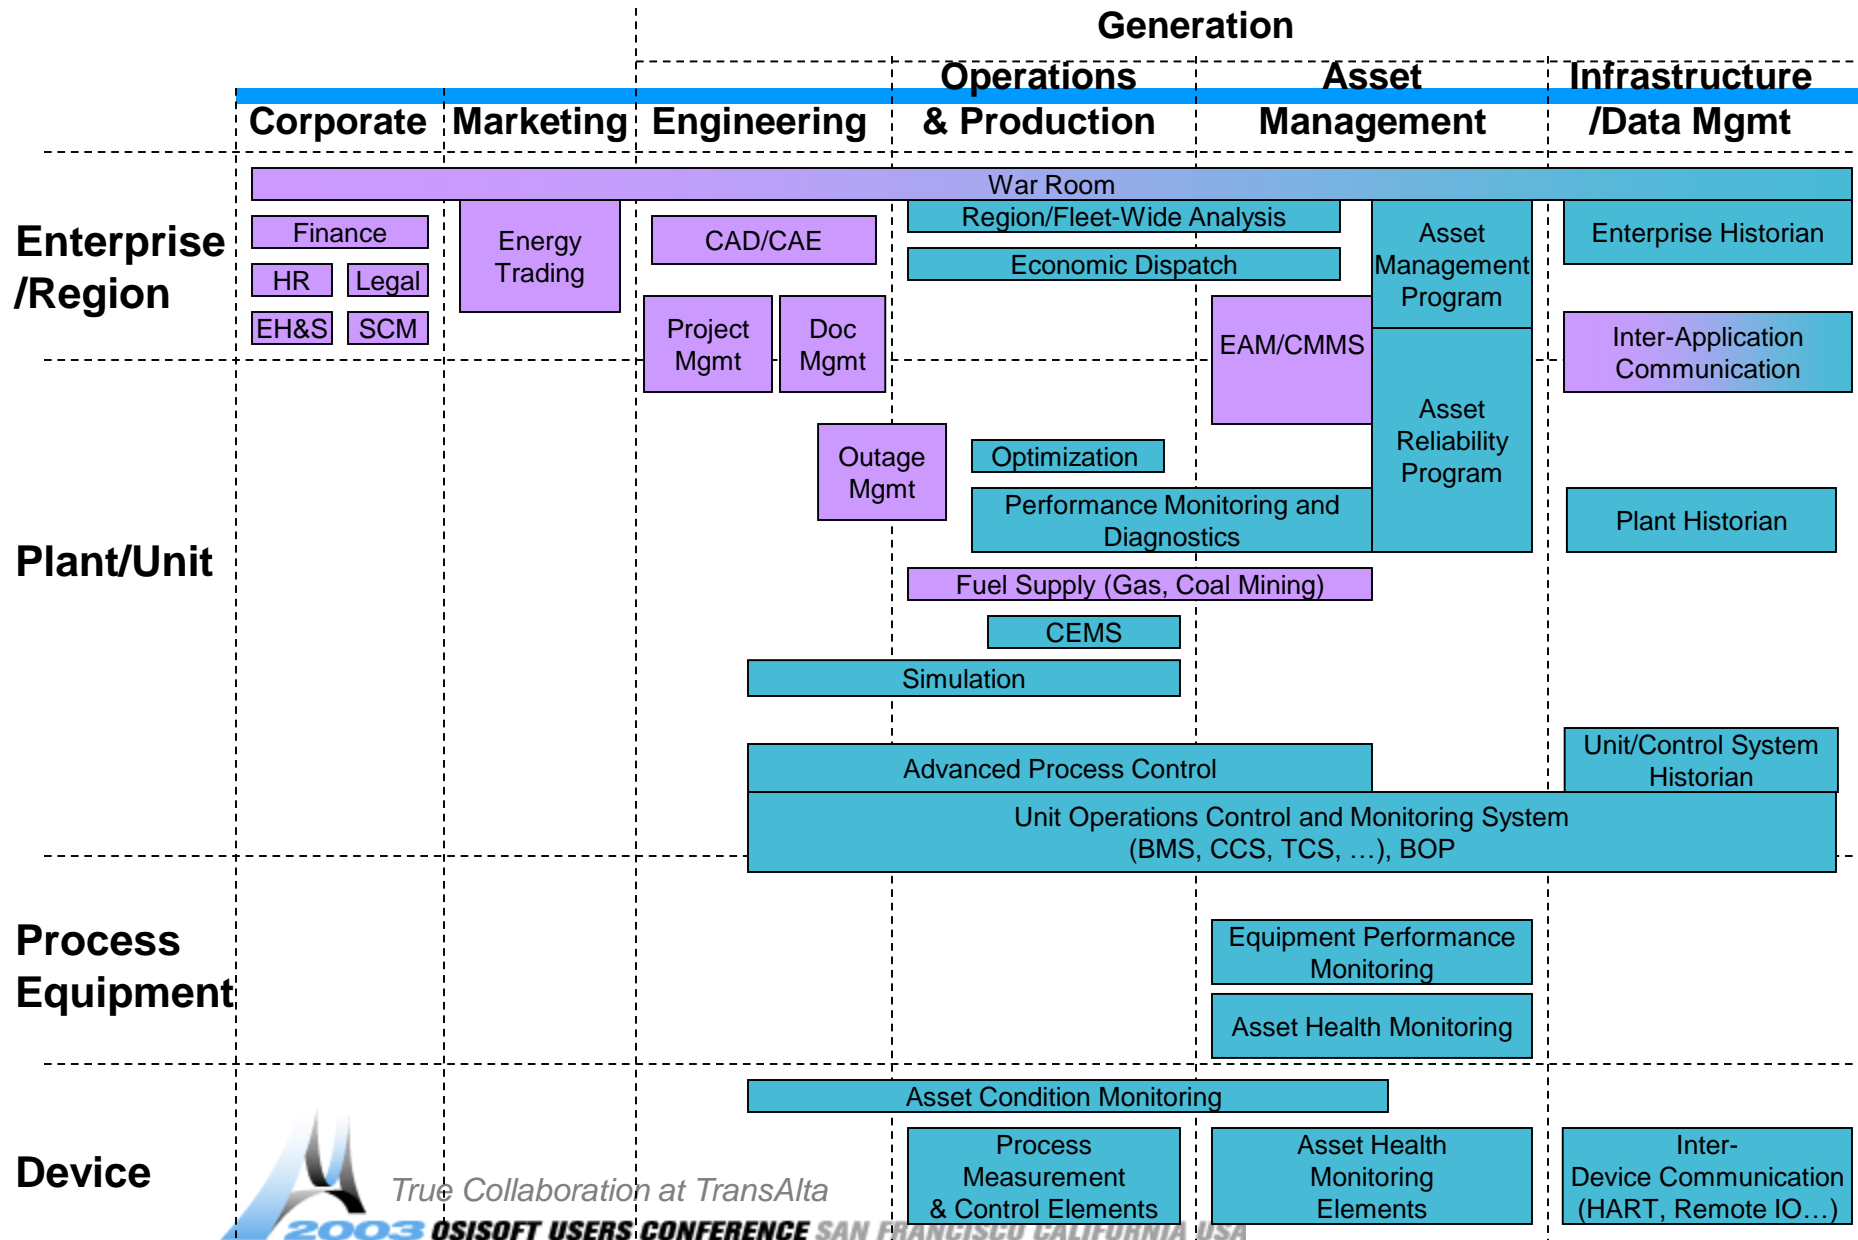 Generation
Operations
& Production
Asset
Management
Infrastructure
/Data Mgmt
Corporate
Marketing
Engineering
Enterprise
/Region
War Room
Finance
HR
Legal
EH&S
SCM
Energy
Trading
CAD/CAE
Project
Mgmt
Doc
Mgmt
Region/Fleet-Wide Analysis
Economic Dispatch
EAM/CMMS
Asset
Management
Program
Enterprise Historian
Inter-Application
Communication
Plant/Unit
Outage
Mgmt
Optimization
Performance Monitoring and
Diagnostics
Asset
Reliability
Program
Plant Historian
Fuel Supply (Gas, Coal Mining)
CEMS
Simulation
Advanced Process Control
Unit/Control System
Historian
Unit Operations Control and Monitoring System
(BMS, CCS, TCS, …), BOP
Process
Equipment
Equipment Performance
Monitoring
Asset Health Monitoring
Device
Asset Condition Monitoring
Process
Measurement
& Control Elements
Asset Health
Monitoring
Elements
Inter-
Device Communication
(HART, Remote IO…)
True Collaboration at TransAlta
2003 OSISOFT USERS CONFERENCE SAN FRANCISCO CALIFORNIA USA